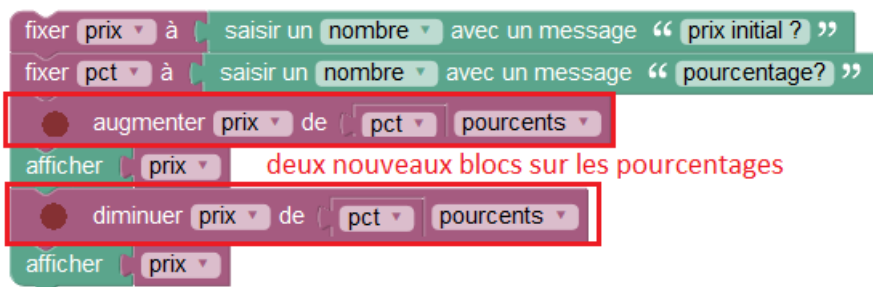 fixer prix à saisir un nombre avec un message “ prix initial ? ”
fixer pct à saisir un nombre avec un message “ pourcentage? ”
augmenter prix de pct pourcents
afficher prix deux nouveaux blocs sur les pourcentages
diminuer prix de pct pourcents
afficher prix